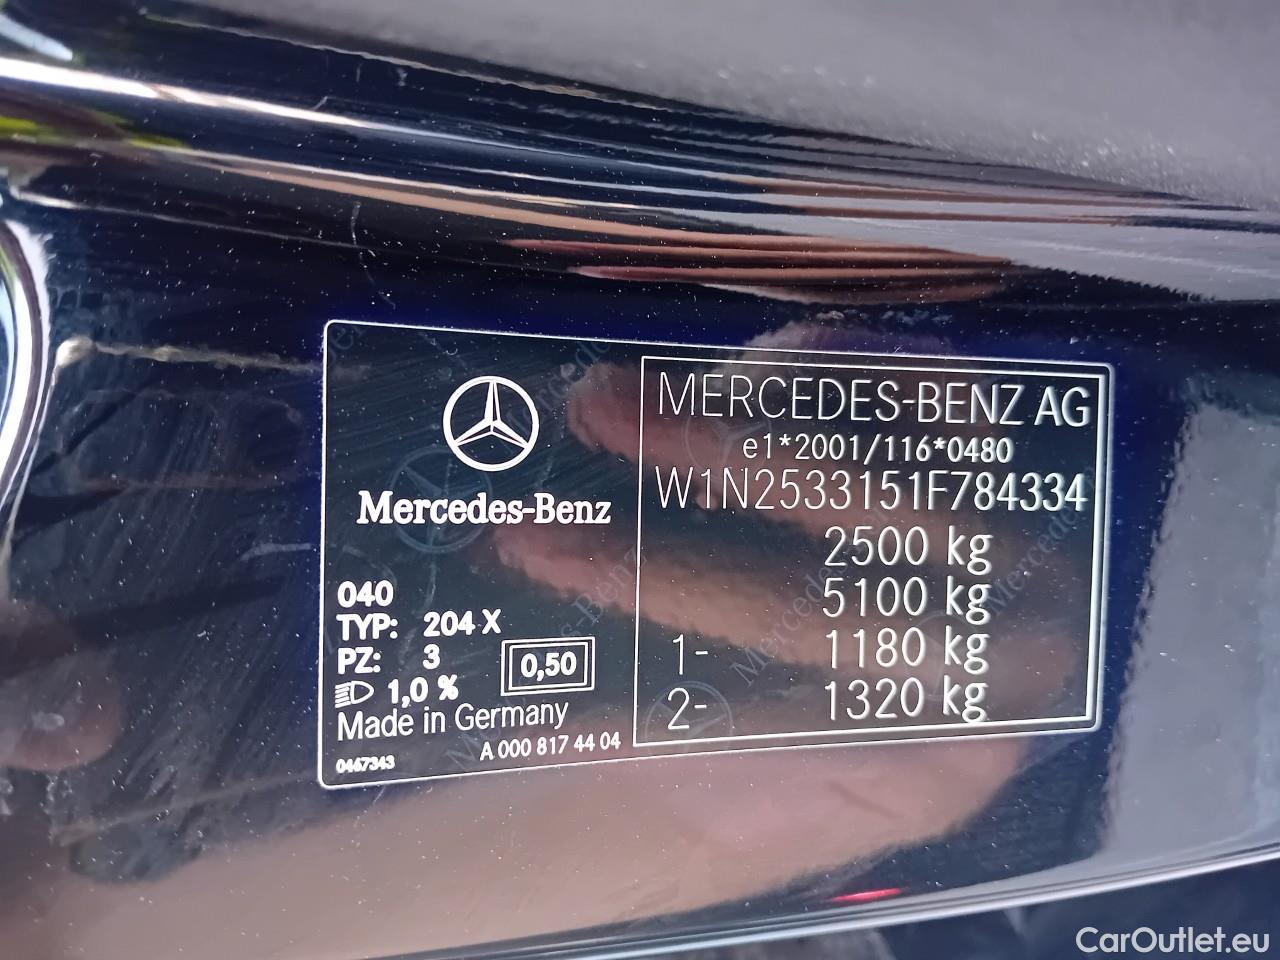 Mercedes-Benz
040
TYP: 204 X
PZ: 3
0,50
1,0 %
Made in Germany
A 000 817 44 04
0467343
MERCEDES-BENZ AG
e1*2001/116*0480
W1N2533151F784334
2500 kg
5100 kg
1- 1180 kg
2- 1320 kg
CarOutlet.eu